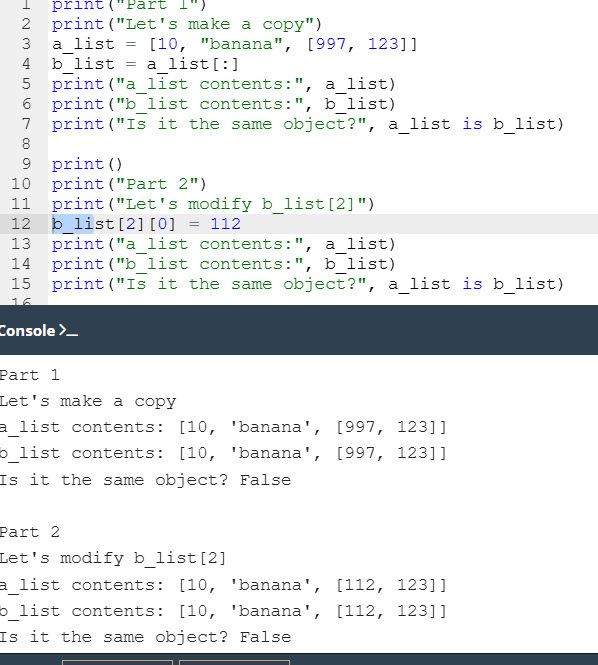 1 print("Part 1")
2 print("Let's make a copy")
3 a_list = [10, "banana", [997, 123]]
4 b_list = a_list[:]
5 print("a_list contents:", a_list)
6 print("b_list contents:", b_list)
7 print("Is it the same object?", a_list is b_list)
8
9 print()
10 print("Part 2")
11 print("Let's modify b_list[2]")
12 b_list[2][0] = 112
13 print("a_list contents:", a_list)
14 print("b_list contents:", b_list)
15 print("Is it the same object?", a_list is b_list)
16
Console >_
Part 1
Let's make a copy
a_list contents: [10, 'banana', [997, 123]]
b_list contents: [10, 'banana', [997, 123]]
Is it the same object? False
Part 2
Let's modify b_list[2]
a_list contents: [10, 'banana', [112, 123]]
b_list contents: [10, 'banana', [112, 123]]
Is it the same object? False